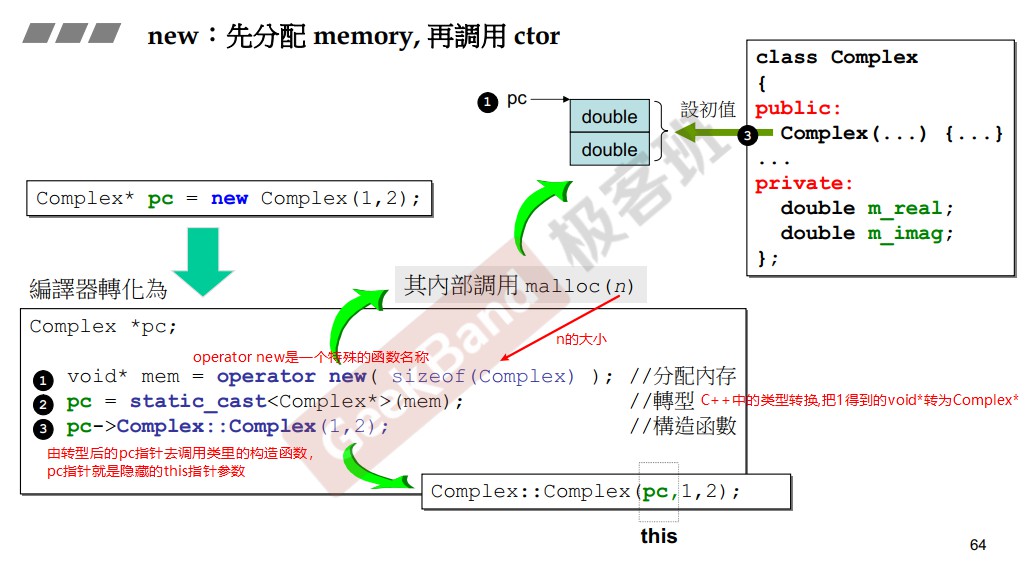 new：先分配 memory, 再調用 ctor
class Complex
{
public:
Complex(...) {...}
...
private:
double m_real;
double m_imag;
};
1 pc
double
double
設初值
3
Complex* pc = new Complex(1,2);
編譯器轉化為
其內部調用 malloc(n)
n的大小
Complex *pc;
operator new是一个特殊的函数名称
1 void* mem = operator new( sizeof(Complex) ); //分配內存
2 pc = static_cast<Complex*>(mem); //轉型 C++中的类型转换,把1得到的void*转为Complex*
3 pc->Complex::Complex(1,2); //構造函數
由转型后的pc指针去调用类里的构造函数，
pc指针就是隐藏的this指针参数
Complex::Complex(pc,1,2);
this
GeekBand 极客班
64